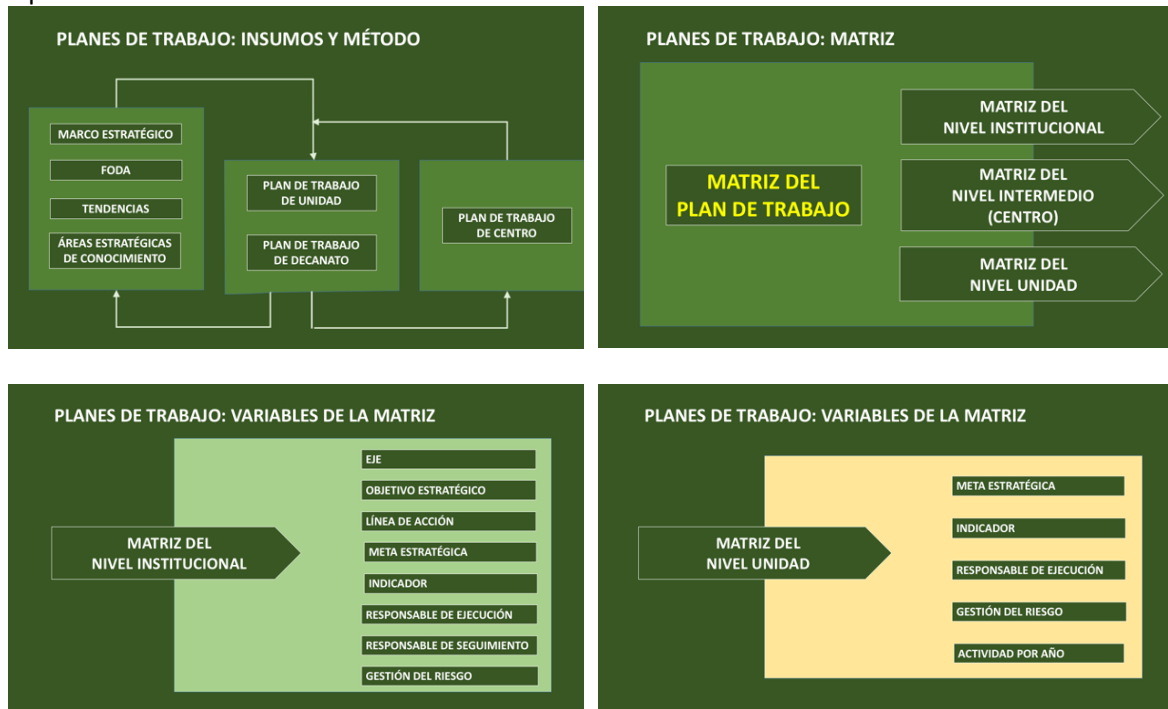 PLANES DE TRABAJO: INSUMOS Y MÉTODO
MARCO ESTRATÉGICO
FODA
TENDENCIAS
ÁREAS ESTRATÉGICAS
DE CONOCIMIENTO
PLAN DE TRABAJO
DE UNIDAD
PLAN DE TRABAJO
DE DECANATO
PLAN DE TRABAJO
DE CENTRO
PLANES DE TRABAJO: MATRIZ
MATRIZ DEL
PLAN DE TRABAJO
MATRIZ DEL
NIVEL INSTITUCIONAL
MATRIZ DEL
NIVEL INTERMEDIO
(CENTRO)
MATRIZ DEL
NIVEL UNIDAD
PLANES DE TRABAJO: VARIABLES DE LA MATRIZ
MATRIZ DEL
NIVEL INSTITUCIONAL
EJE
OBJETIVO ESTRATÉGICO
LÍNEA DE ACCIÓN
META ESTRATÉGICA
INDICADOR
RESPONSABLE DE EJECUCIÓN
RESPONSABLE DE SEGUIMIENTO
GESTIÓN DEL RIESGO
PLANES DE TRABAJO: VARIABLES DE LA MATRIZ
MATRIZ DEL
NIVEL UNIDAD
META ESTRATÉGICA
INDICADOR
RESPONSABLE DE EJECUCIÓN
GESTIÓN DEL RIESGO
ACTIVIDAD POR AÑO